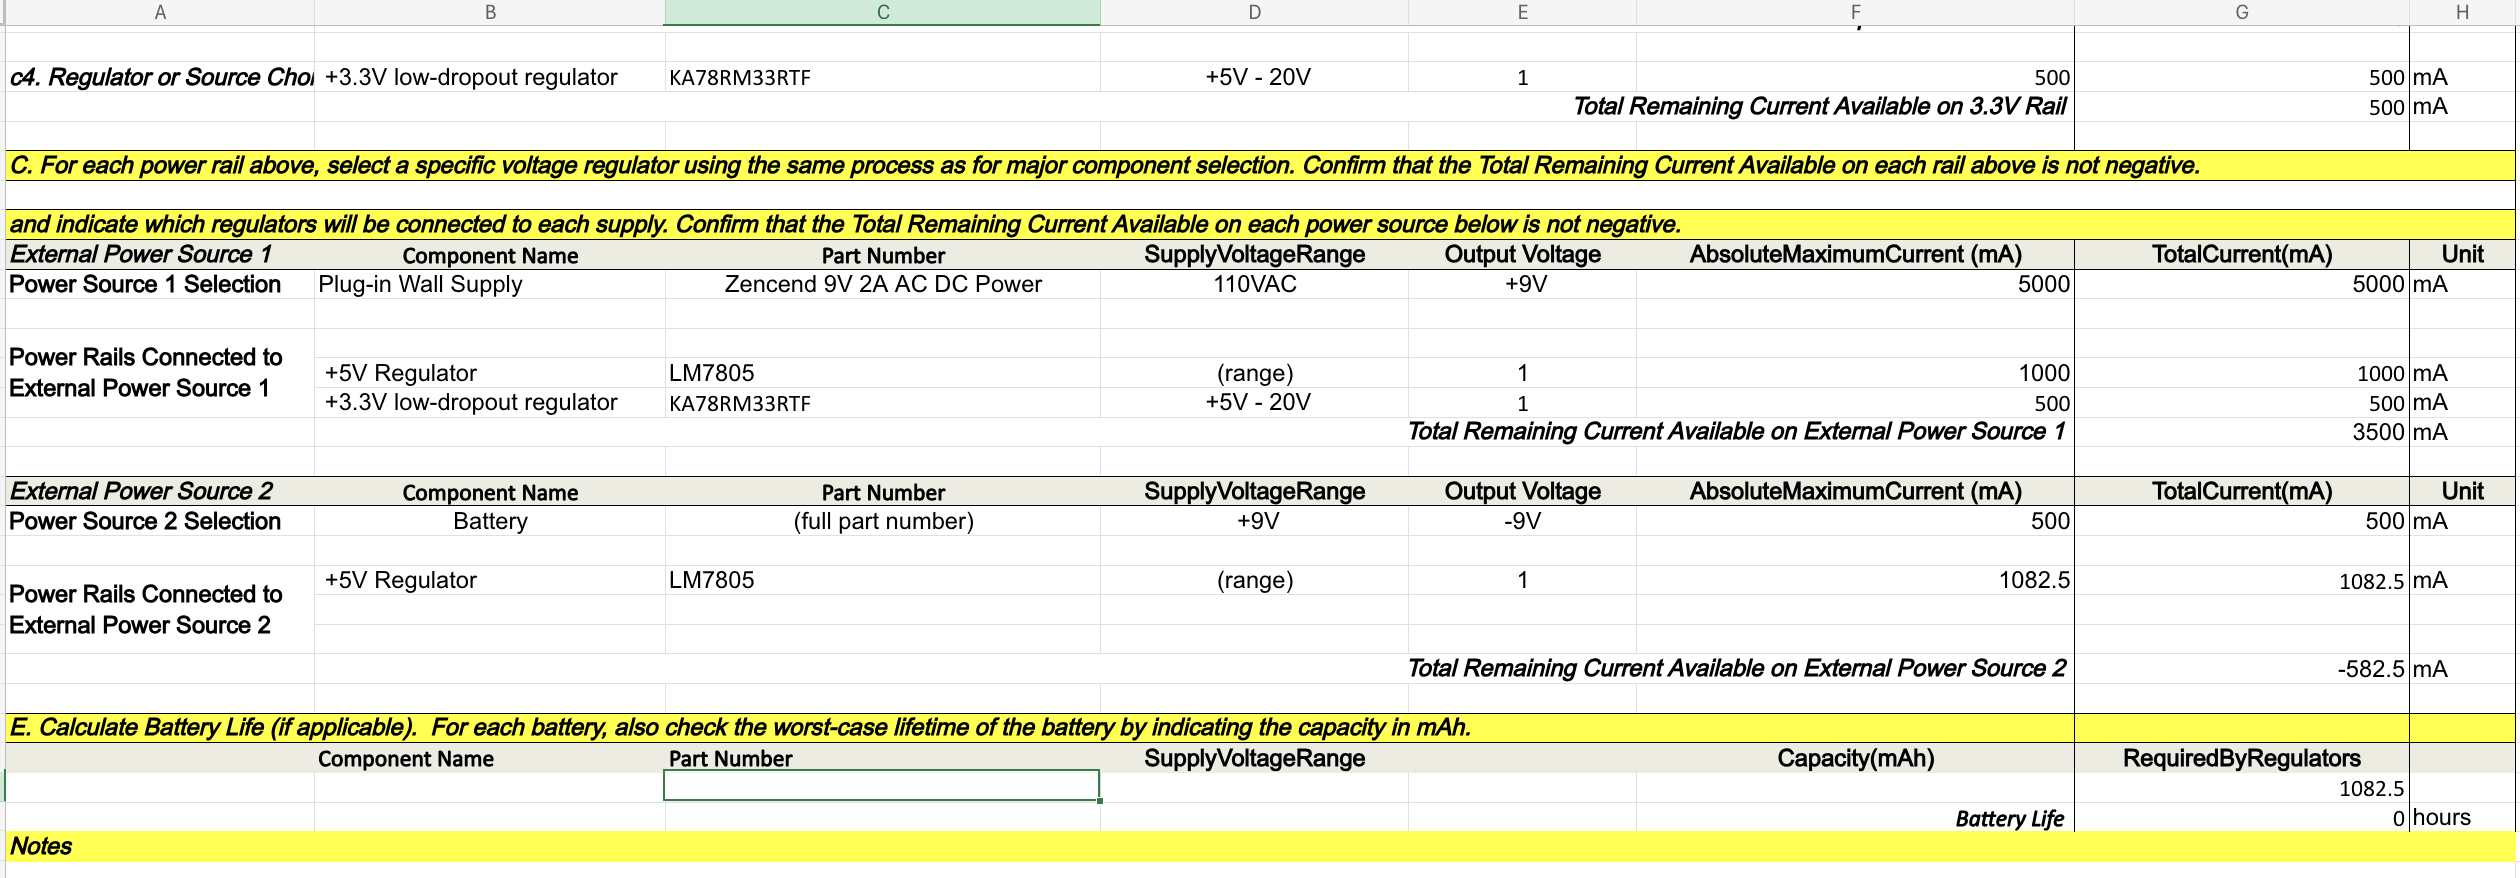 A B C D E F G H
c4. Regulator or Source Choi +3.3V low-dropout regulator KA78RM33RTF +5V - 20V 1 500 500 mA
Total Remaining Current Available on 3.3V Rail 500 mA
C. For each power rail above, select a specific voltage regulator using the same process as for major component selection. Confirm that the Total Remaining Current Available on each rail above is not negative.
and indicate which regulators will be connected to each supply. Confirm that the Total Remaining Current Available on each power source below is not negative.
External Power Source 1 Component Name Part Number SupplyVoltageRange Output Voltage AbsoluteMaximumCurrent (mA) TotalCurrent(mA) Unit
Power Source 1 Selection Plug-in Wall Supply Zencend 9V 2A AC DC Power 110VAC +9V 5000 5000 mA
Power Rails Connected to
External Power Source 1
+5V Regulator LM7805 (range) 1 1000 1000 mA
+3.3V low-dropout regulator KA78RM33RTF +5V - 20V 1 500 500 mA
Total Remaining Current Available on External Power Source 1 3500 mA
External Power Source 2 Component Name Part Number SupplyVoltageRange Output Voltage AbsoluteMaximumCurrent (mA) TotalCurrent(mA) Unit
Power Source 2 Selection Battery (full part number) +9V -9V 500 500 mA
+5V Regulator LM7805 (range) 1 1082.5 1082.5 mA
Power Rails Connected to
External Power Source 2
Total Remaining Current Available on External Power Source 2 -582.5 mA
E. Calculate Battery Life (if applicable). For each battery, also check the worst-case lifetime of the battery by indicating the capacity in mAh.
Component Name Part Number SupplyVoltageRange Capacity(mAh) RequiredByRegulators
1082.5
Battery Life 0 hours
Notes